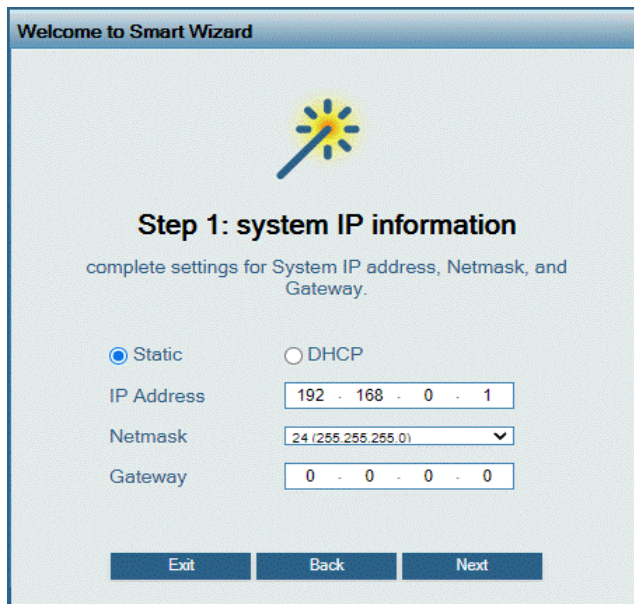 Welcome to Smart Wizard
Step 1: system IP information
complete settings for System IP address, Netmask, and
Gateway.
Static DHCP
IP Address 192 . 168 . 0 . 1
Netmask 24 (255.255.255.0)
Gateway 0 . 0 . 0 . 0
Exit Back Next